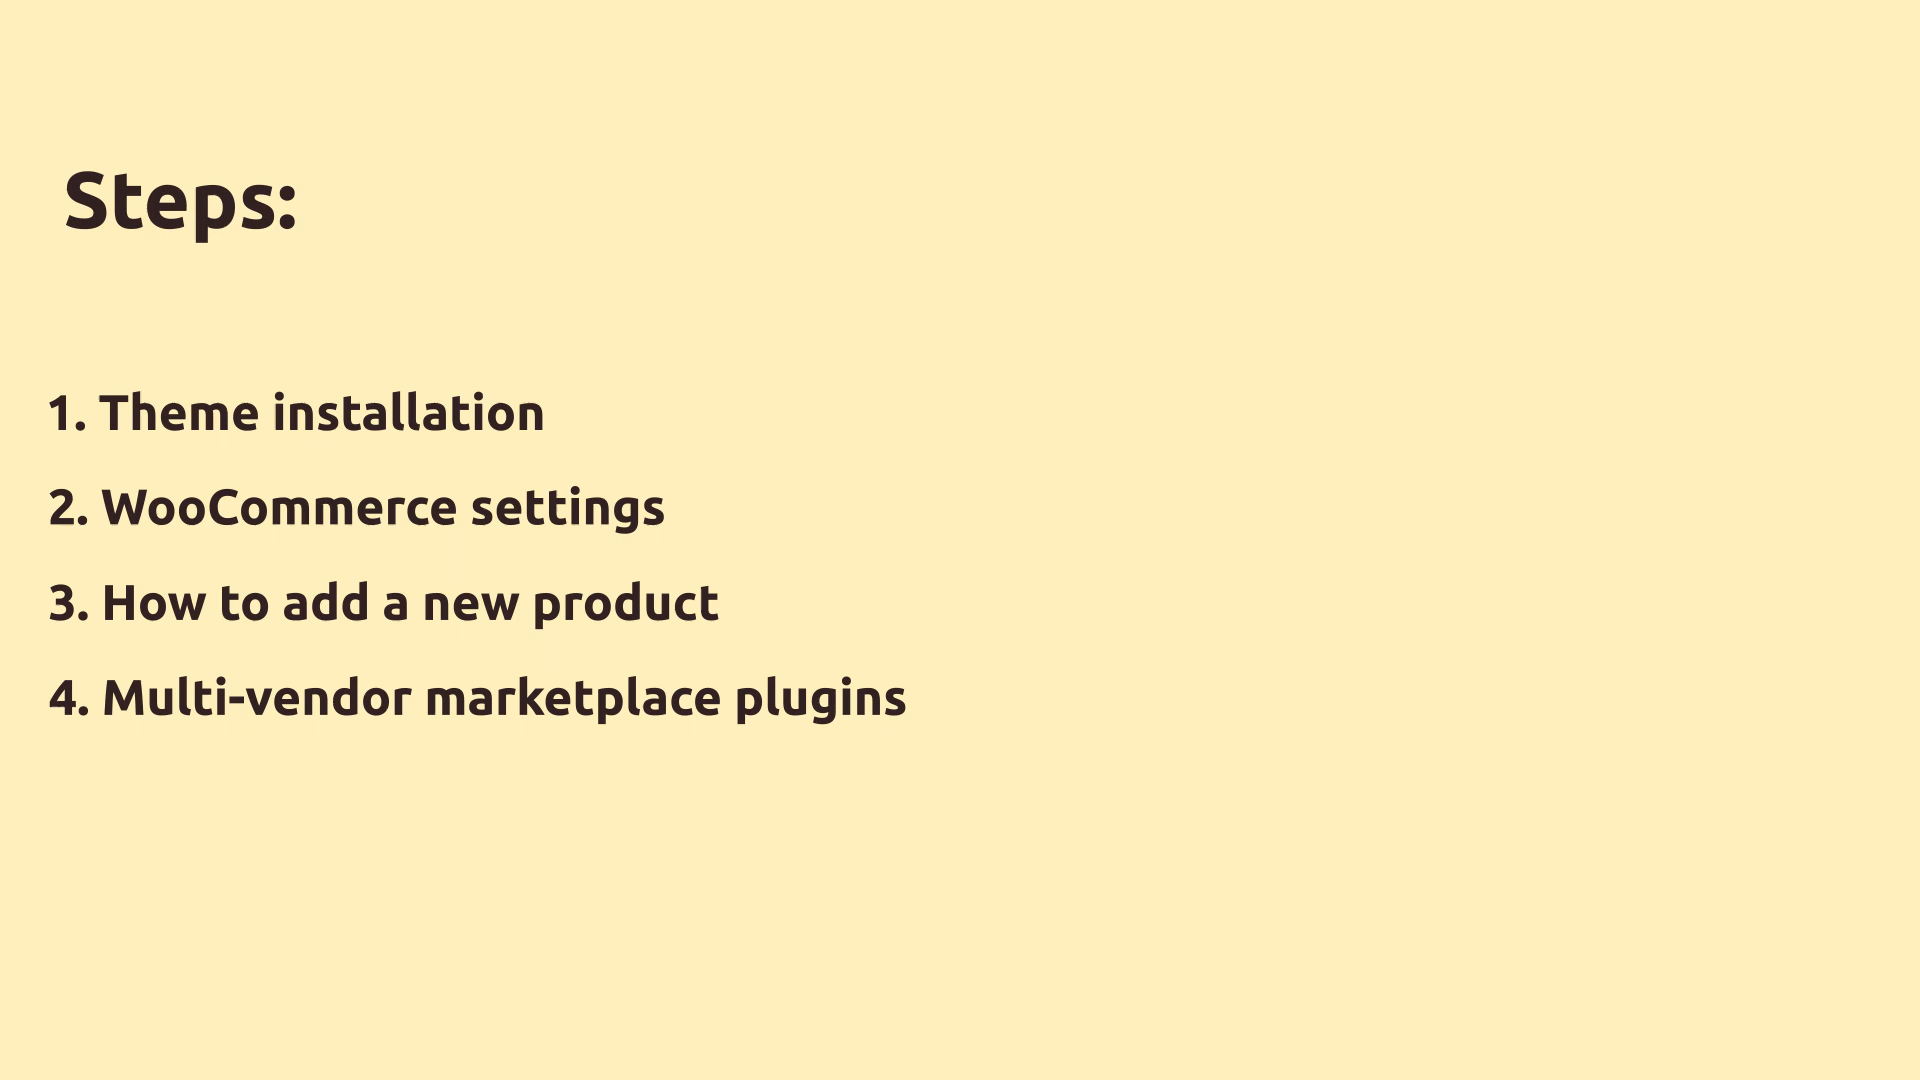 Steps:
1. Theme installation
2. WooCommerce settings
3. How to add a new product
4. Multi-vendor marketplace plugins